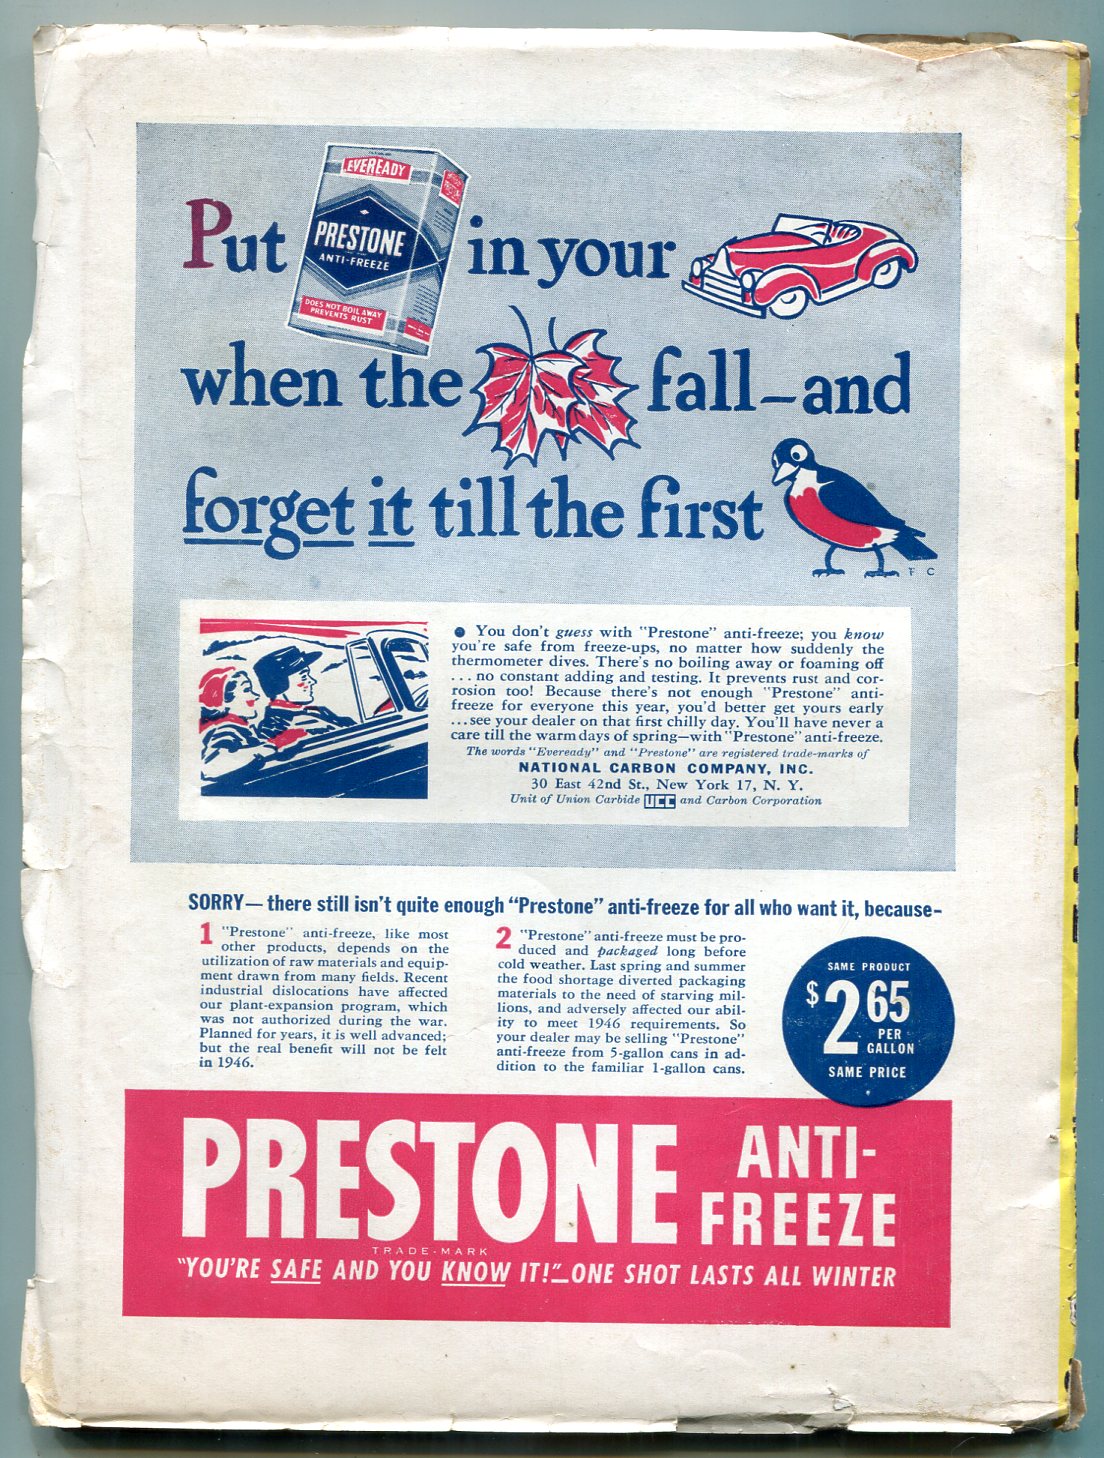 EVEREADY
PRESTONE
ANTI-FREEZE
DOES NOT BOIL AWAY
PREVENTS RUST
Put in your
when the fall—and
forget it till the first
F C
You don't guess with "Prestone" anti-freeze; you know
you're safe from freeze-ups, no matter how suddenly the
thermometer dives. There's no boiling away or foaming off
... no constant adding and testing. It prevents rust and cor-
rosion too! Because there's not enough "Prestone" anti-
freeze for everyone this year, you'd better get yours early
...see your dealer on that first chilly day. You'll have never a
care till the warm days of spring—with "Prestone" anti-freeze.
The words "Eveready" and "Prestone" are registered trade-marks of
NATIONAL CARBON COMPANY, INC.
30 East 42nd St., New York 17, N. Y.
Unit of Union Carbide UCC and Carbon Corporation
SORRY— there still isn't quite enough "Prestone" anti-freeze for all who want it, because-
1 "Prestone" anti-freeze, like most
other products, depends on the
utilization of raw materials and equip-
ment drawn from many fields. Recent
industrial dislocations have affected
our plant-expansion program, which
was not authorized during the war.
Planned for years, it is well advanced;
but the real benefit will not be felt
in 1946.
2 "Prestone" anti-freeze must be pro-
duced and packaged long before
cold weather. Last spring and summer
the food shortage diverted packaging
materials to the need of starving mil-
lions, and adversely affected our abil-
ity to meet 1946 requirements. So
your dealer may be selling "Prestone"
anti-freeze from 5-gallon cans in ad-
dition to the familiar 1-gallon cans.
SAME PRODUCT
$2.65
PER
GALLON
SAME PRICE
PRESTONE
TRADE-MARK
ANTI-
FREEZE
"YOU'RE SAFE AND YOU KNOW IT!"—ONE SHOT LASTS ALL WINTER